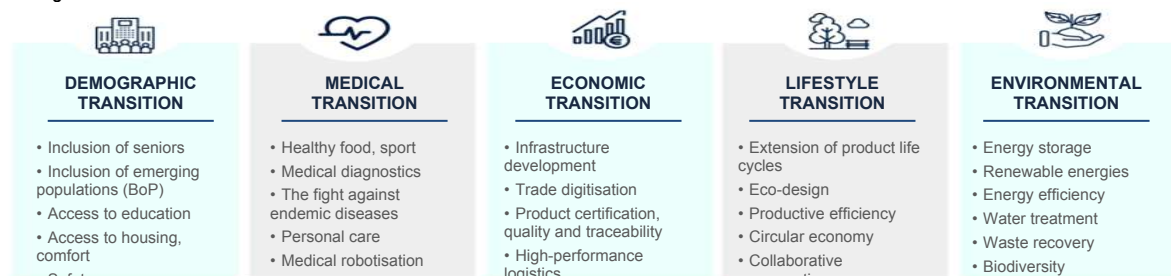 DEMOGRAPHIC
TRANSITION
• Inclusion of seniors
• Inclusion of emerging
populations (BoP)
• Access to education
• Access to housing,
comfort
MEDICAL
TRANSITION
• Healthy food, sport
• Medical diagnostics
• The fight against
endemic diseases
• Personal care
• Medical robotisation
ECONOMIC
TRANSITION
• Infrastructure
development
• Trade digitisation
• Product certification,
quality and traceability
• High-performance
logistics
LIFESTYLE
TRANSITION
• Extension of product life
cycles
• Eco-design
• Productive efficiency
• Circular economy
• Collaborative
ENVIRONMENTAL
TRANSITION
• Energy storage
• Renewable energies
• Energy efficiency
• Water treatment
• Waste recovery
• Biodiversity